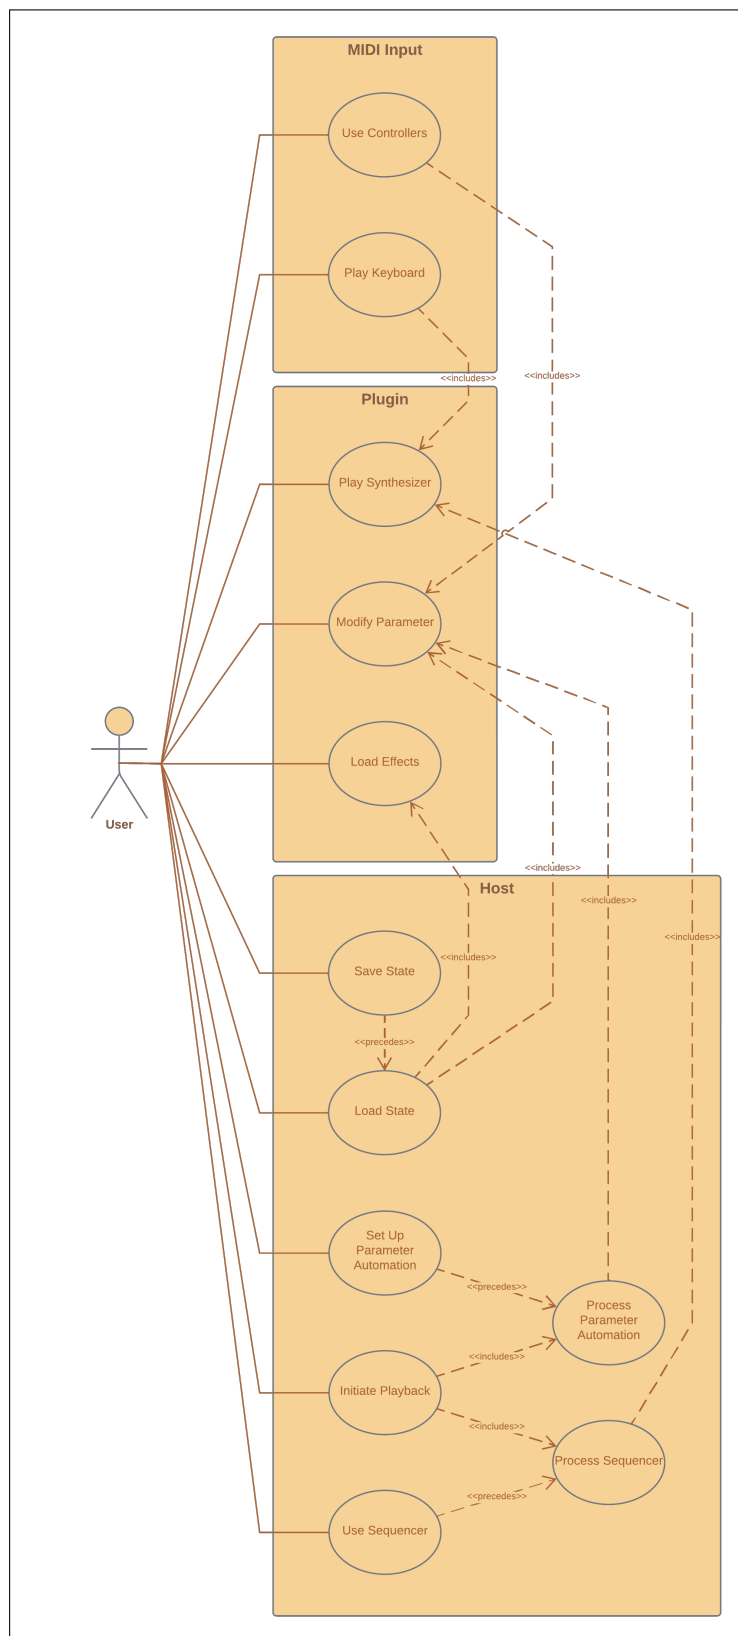 MIDI Input
Use Controllers
Play Keyboard
<<includes>>
<<includes>>
Plugin
Play Synthesizer
Modify Parameter
Load Effects
User
<<includes>>
Host
<<includes>>
<<includes>>
<<includes>>
Save State
<<precedes>>
Load State
Set Up
Parameter
Automation
<<precedes>>
Process
Parameter
Automation
<<includes>>
Initiate Playback
<<includes>>
Process Sequencer
<<precedes>>
Use Sequencer